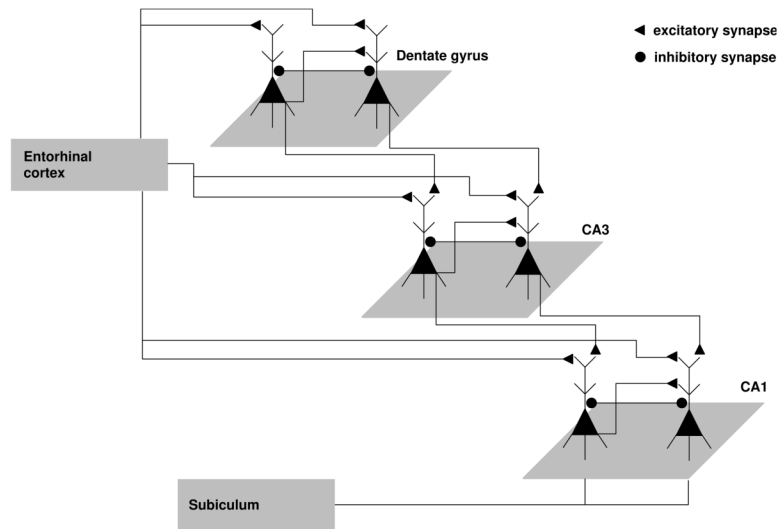 excitatory synapse
Dentate gyrus
inhibitory synapse
Entorhinal
cortex
CA3
CA1
Subiculum